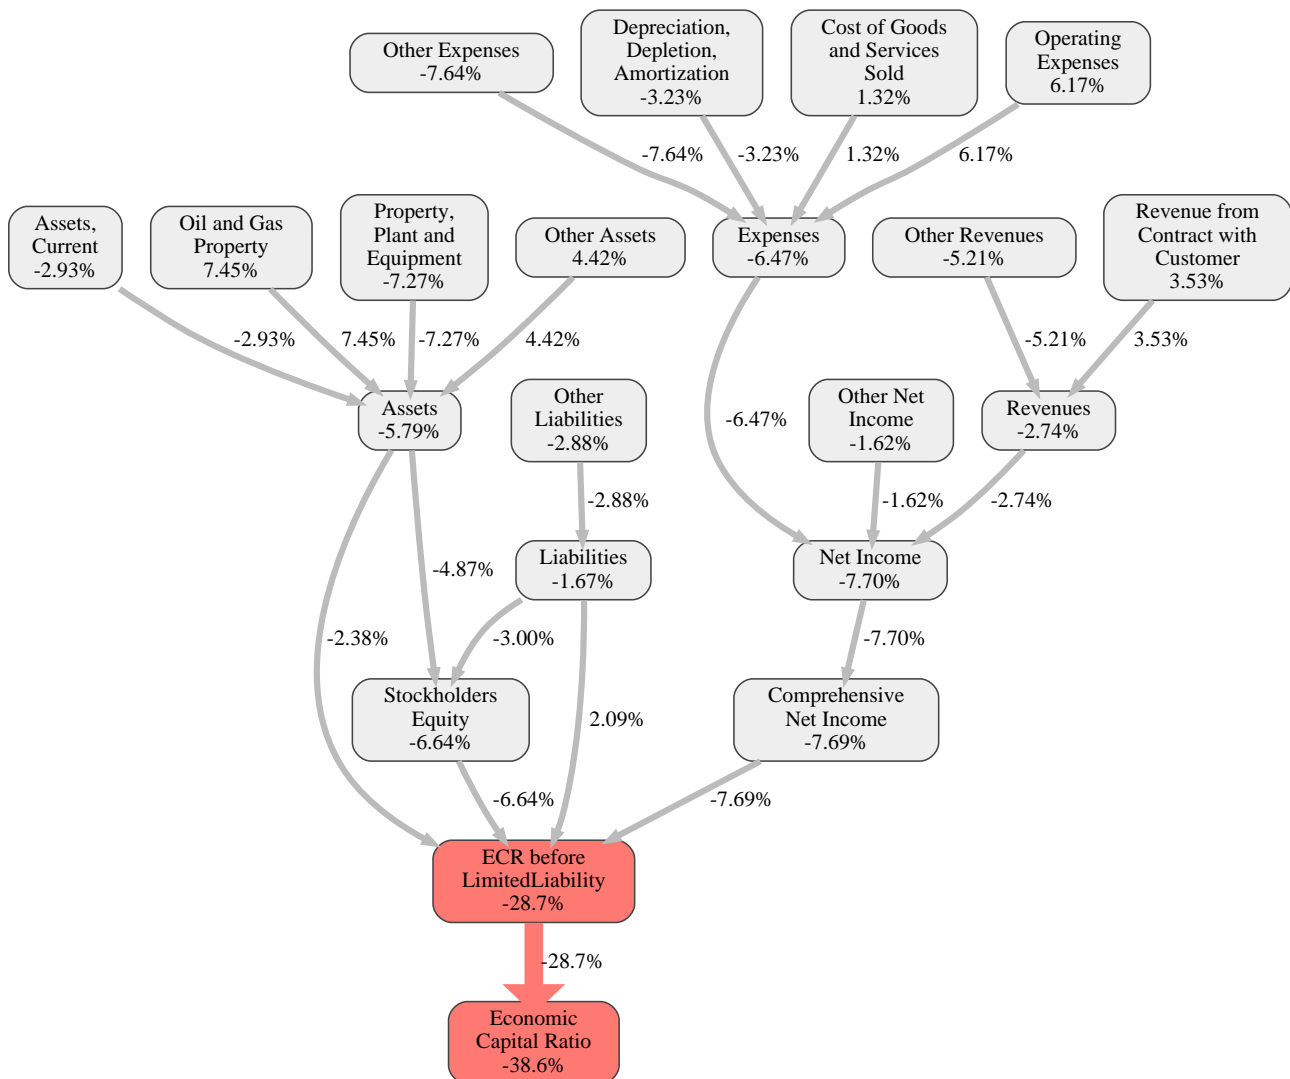 Other Expenses
-7.64%
Depreciation,
Depletion,
Amortization
-3.23%
Cost of Goods
and Services
Sold
1.32%
Operating
Expenses
6.17%
-7.64%
-3.23%
1.32%
6.17%
Assets,
Current
-2.93%
Oil and Gas
Property
7.45%
Property,
Plant and
Equipment
-7.27%
Other Assets
4.42%
Expenses
-6.47%
Other Revenues
-5.21%
Revenue from
Contract with
Customer
3.53%
-2.93%
7.45%
-7.27%
4.42%
-5.21%
3.53%
Assets
-5.79%
Other
Liabilities
-2.88%
-6.47%
Other Net
Income
-1.62%
Revenues
-2.74%
-2.88%
-1.62%
-2.74%
-4.87%
Liabilities
-1.67%
Net Income
-7.70%
-2.38%
-3.00%
-7.70%
Stockholders
Equity
-6.64%
2.09%
Comprehensive
Net Income
-7.69%
-6.64%
-7.69%
ECR before
LimitedLiability
-28.7%
-28.7%
Economic
Capital Ratio
-38.6%